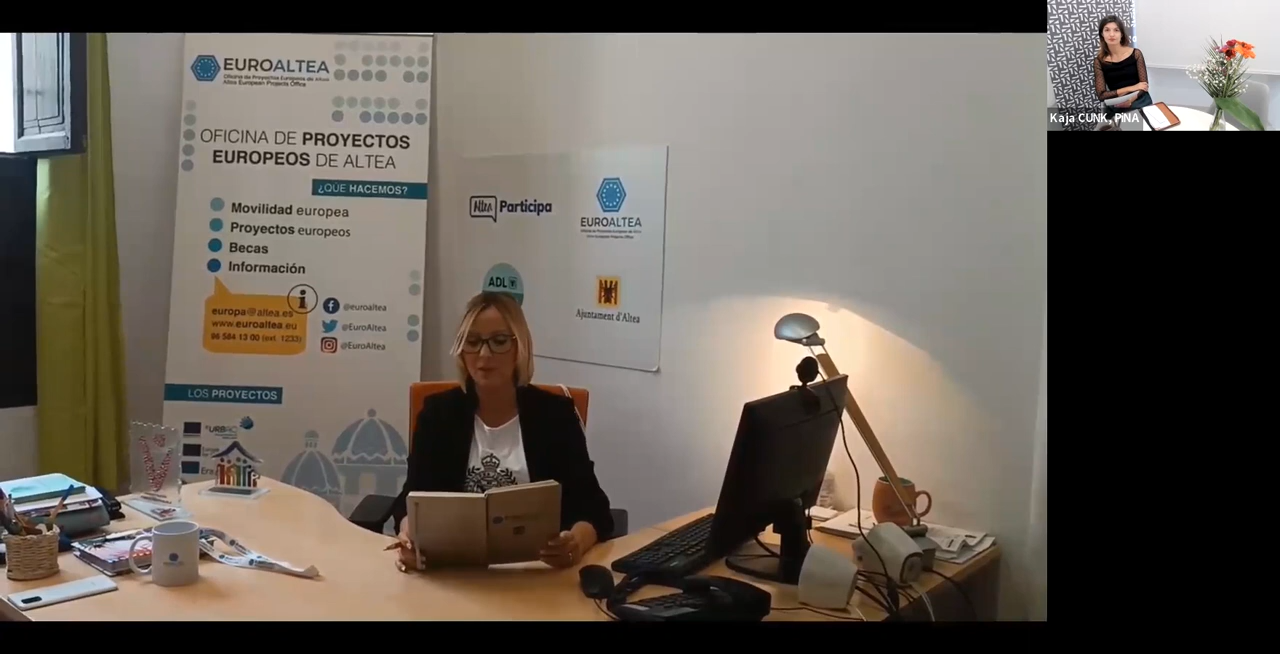 EUROALTEA
Oficina de Proyectos Europeos de Altea
Altea European Projects Office
OFICINA DE PROYECTOS
EUROPEOS DE ALTEA
¿QUÉ HACEMOS?
Movilidad europea
Proyectos europeos
Becas
Información
europa@altea.es
www.euroaltea.eu
96 584 13 00 (ext. 1233)
@euroaltea
@EuroAltea
@EuroAltea
LOS PROYECTOS
Altea Participa
EUROALTEA
ADL
Ajuntament d'Altea
Kaja CUNK, PiNA